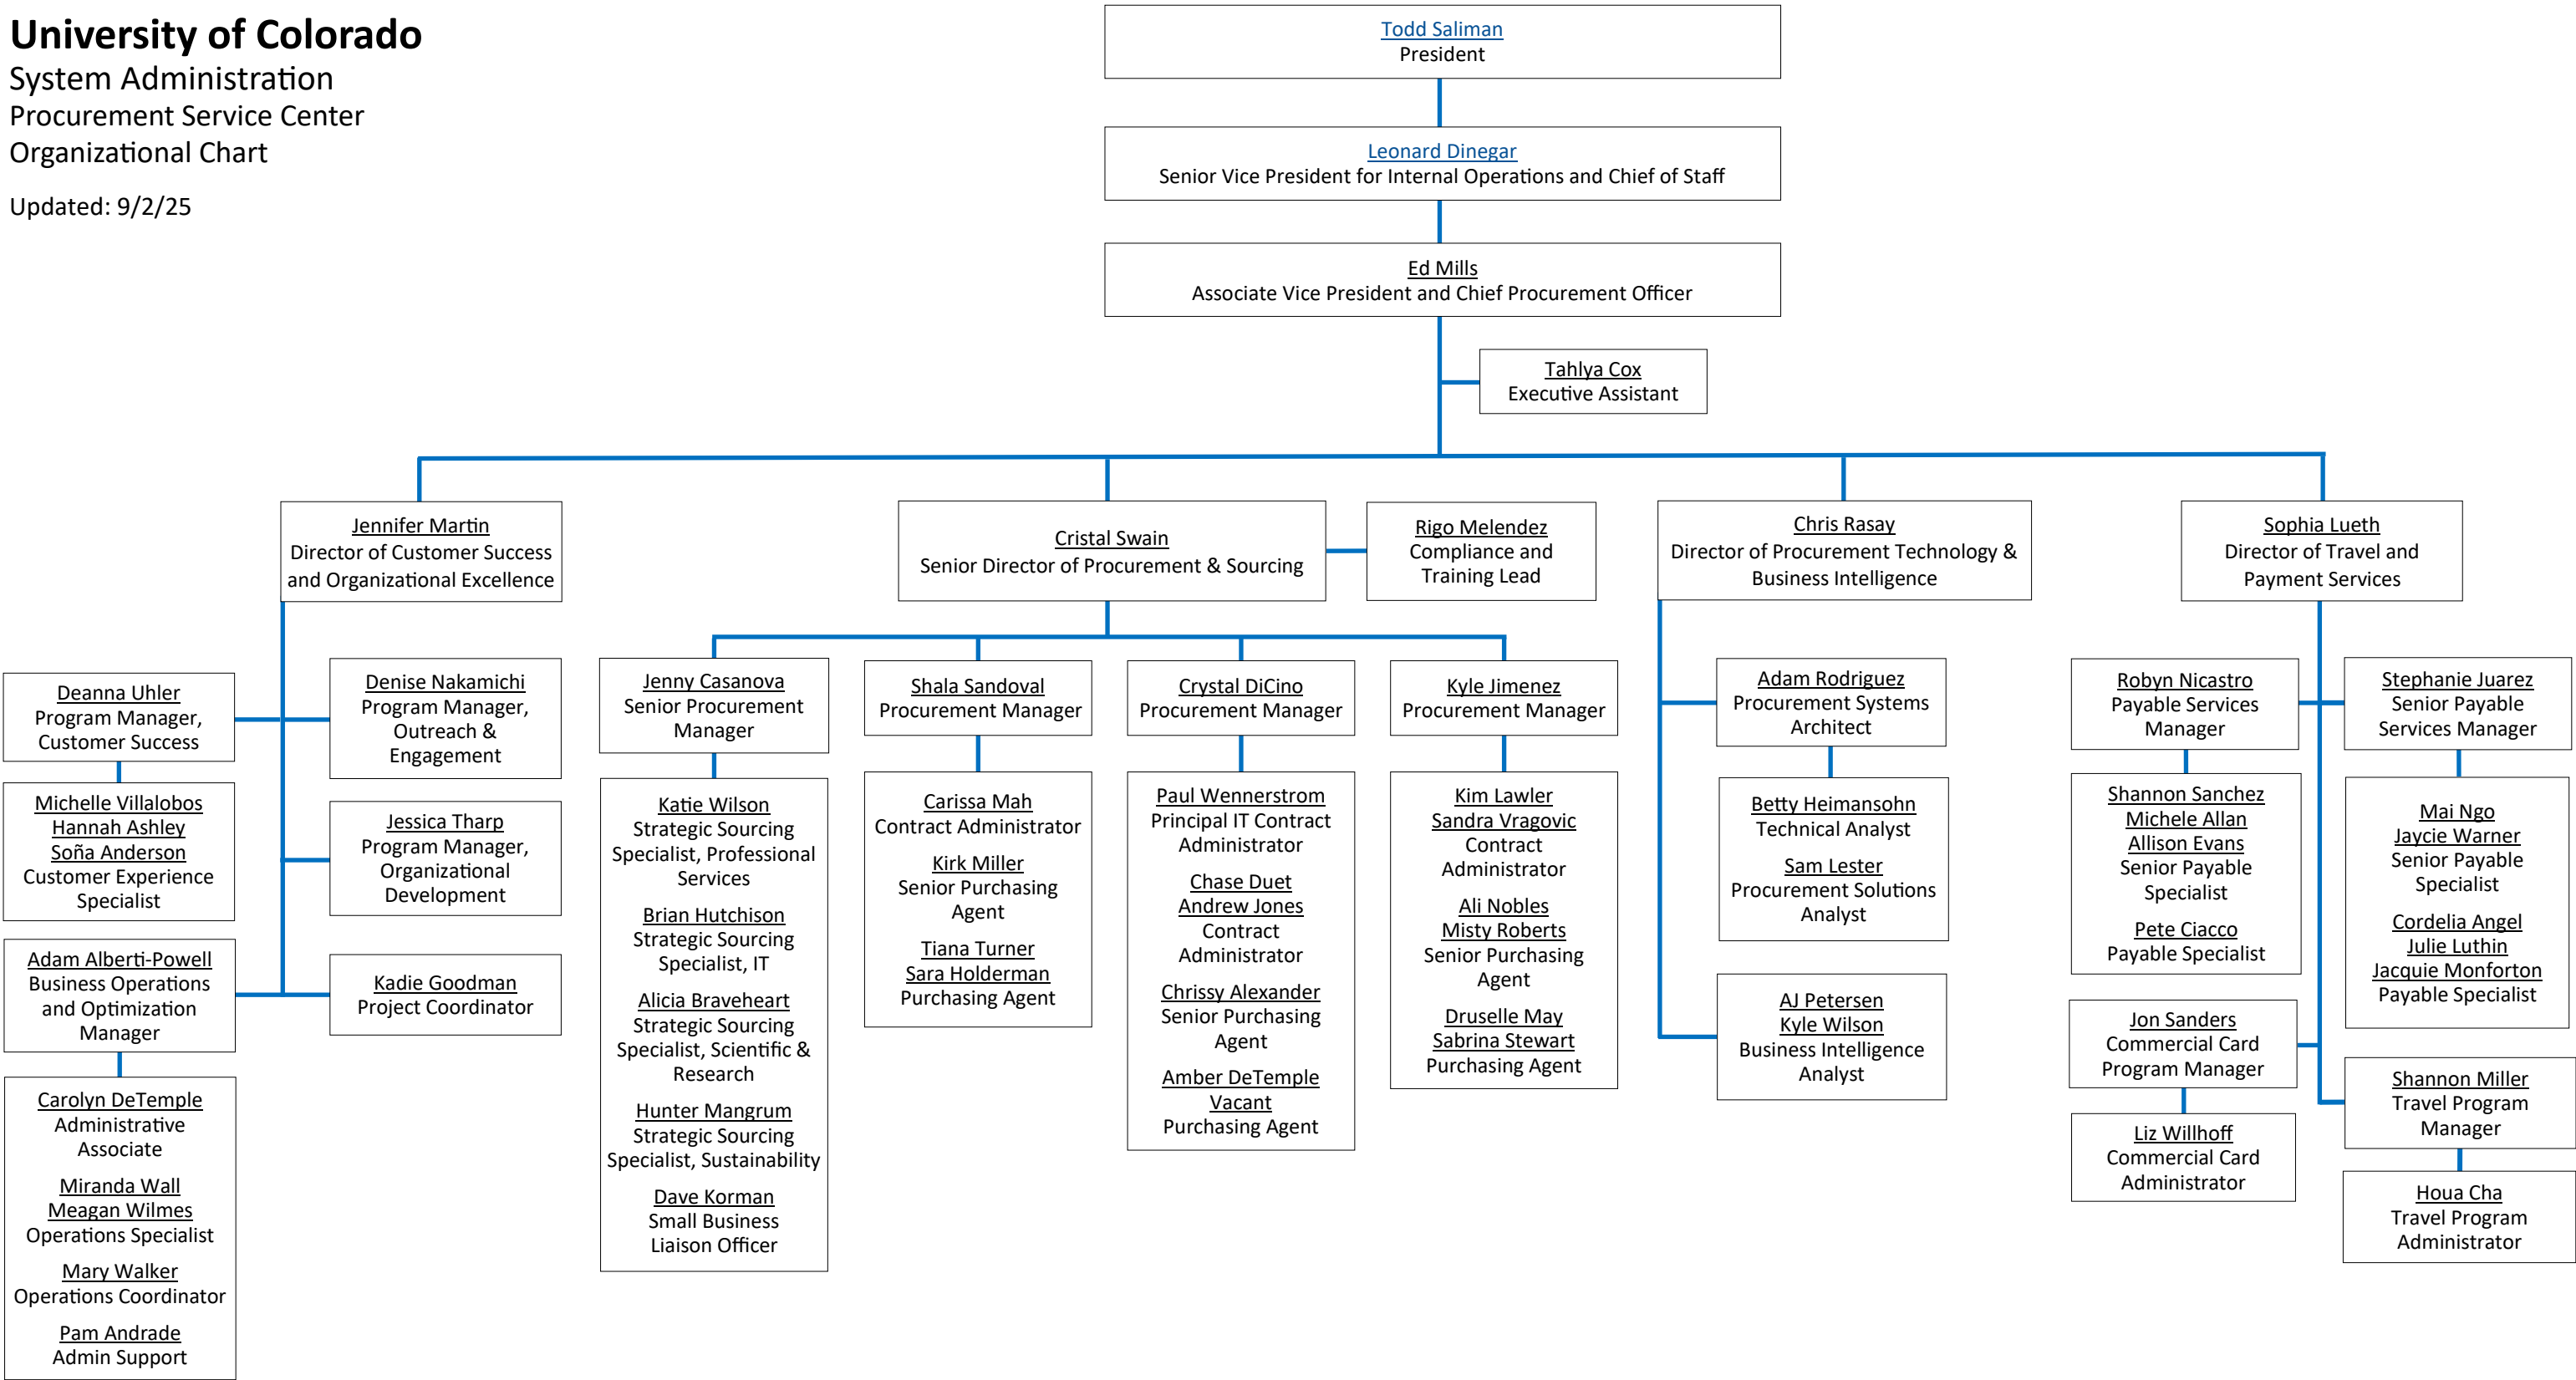 University of Colorado
System Administration
Procurement Service Center
Organizational Chart
Updated: 9/2/25
Todd Saliman
President
Leonard Dinegar
Senior Vice President for Internal Operations and Chief of Staff
Ed Mills
Associate Vice President and Chief Procurement Officer
Tahlya Cox
Executive Assistant
Jennifer Martin
Director of Customer Success
and Organizational Excellence
Cristal Swain
Senior Director of Procurement & Sourcing
Rigo Melendez
Compliance and
Training Lead
Chris Rasay
Director of Procurement Technology &
Business Intelligence
Sophia Lueth
Director of Travel and
Payment Services
Deanna Uhler
Program Manager,
Customer Success
Michelle Villalobos
Hannah Ashley
Soña Anderson
Customer Experience
Specialist
Adam Alberti-Powell
Business Operations
and Optimization
Manager
Carolyn DeTemple
Administrative
Associate
Miranda Wall
Meagan Wilmes
Operations Specialist
Mary Walker
Operations Coordinator
Pam Andrade
Admin Support
Denise Nakamichi
Program Manager,
Outreach &
Engagement
Jessica Tharp
Program Manager,
Organizational
Development
Kadie Goodman
Project Coordinator
Jenny Casanova
Senior Procurement
Manager
Katie Wilson
Strategic Sourcing
Specialist, Professional
Services
Brian Hutchison
Strategic Sourcing
Specialist, IT
Alicia Braveheart
Strategic Sourcing
Specialist, Scientific &
Research
Hunter Mangrum
Strategic Sourcing
Specialist, Sustainability
Dave Korman
Small Business
Liaison Officer
Shala Sandoval
Procurement Manager
Carissa Mah
Contract Administrator
Kirk Miller
Senior Purchasing
Agent
Tiana Turner
Sara Holderman
Purchasing Agent
Crystal DiCino
Procurement Manager
Paul Wennerstrom
Principal IT Contract
Administrator
Chase Duet
Andrew Jones
Contract
Administrator
Chrissy Alexander
Senior Purchasing
Agent
Amber DeTemple
Vacant
Purchasing Agent
Kyle Jimenez
Procurement Manager
Kim Lawler
Sandra Vragovic
Contract
Administrator
Ali Nobles
Misty Roberts
Senior Purchasing
Agent
Druselle May
Sabrina Stewart
Purchasing Agent
Adam Rodriguez
Procurement Systems
Architect
Betty Heimansohn
Technical Analyst
Sam Lester
Procurement Solutions
Analyst
AJ Petersen
Kyle Wilson
Business Intelligence
Analyst
Robyn Nicastro
Payable Services
Manager
Shannon Sanchez
Michele Allan
Allison Evans
Senior Payable
Specialist
Pete Ciacco
Payable Specialist
Jon Sanders
Commercial Card
Program Manager
Liz Willhoff
Commercial Card
Administrator
Stephanie Juarez
Senior Payable
Services Manager
Mai Ngo
Jaycie Warner
Senior Payable
Specialist
Cordelia Angel
Julie Luthin
Jacquie Monforton
Payable Specialist
Shannon Miller
Travel Program
Manager
Houa Cha
Travel Program
Administrator